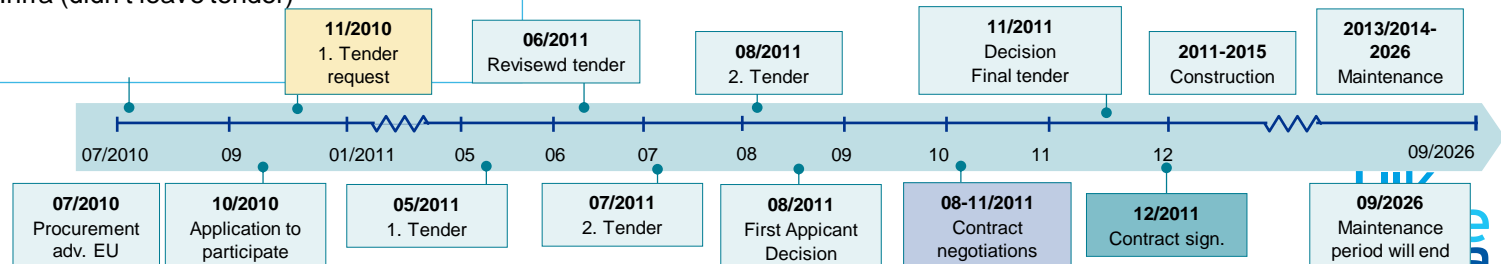 Infra (didn't leave tender)
11/2010
1. Tender
request
06/2011
Revisewd tender
08/2011
2. Tender
11/2011
Decision
Final tender
2011-2015
Construction
2013/2014-
2026
Maintenance
07/2010
09
01/2011
05
06
07
08
09
10
11
12
09/2026
07/2010
Procurement
adv. EU
10/2010
Application to
participate
05/2011
1. Tender
07/2011
2. Tender
08/2011
First Appicant
Decision
08-11/2011
Contract
negotiations
12/2011
Contract sign.
09/2026
Maintenance
period will end